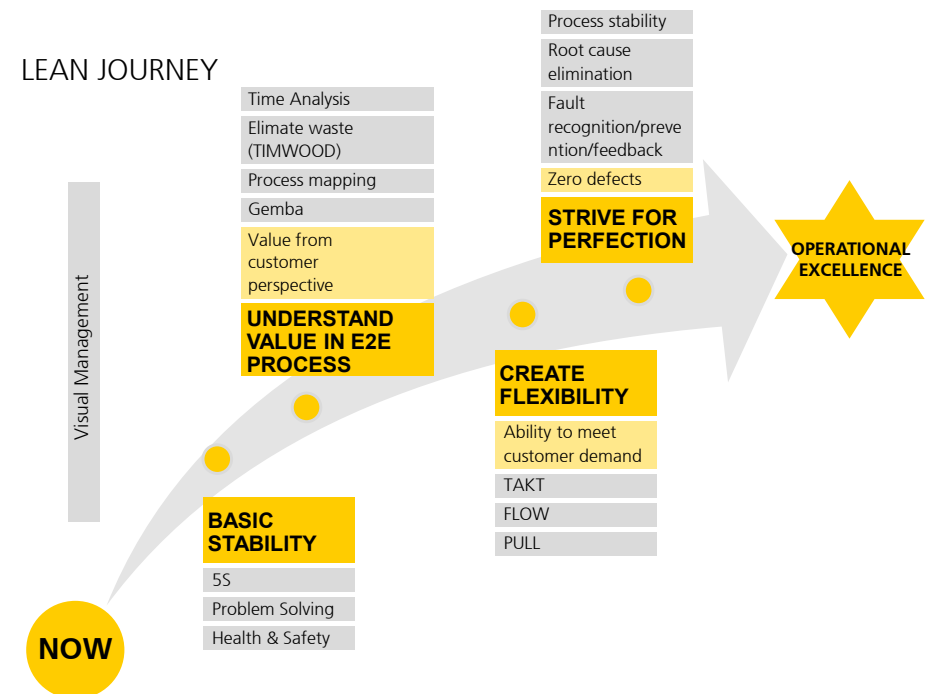 LEAN JOURNEY
Visual Management
NOW
BASIC
STABILITY
5S
Problem Solving
Health & Safety
Time Analysis
Elimate waste
(TIMWOOD)
Process mapping
Gemba
Value from
customer
perspective
UNDERSTAND
VALUE IN E2E
PROCESS
CREATE
FLEXIBILITY
Ability to meet
customer demand
TAKT
FLOW
PULL
Process stability
Root cause
elimination
Fault
recognition/preve
ntion/feedback
Zero defects
STRIVE FOR
PERFECTION
OPERATIONAL
EXCELLENCE